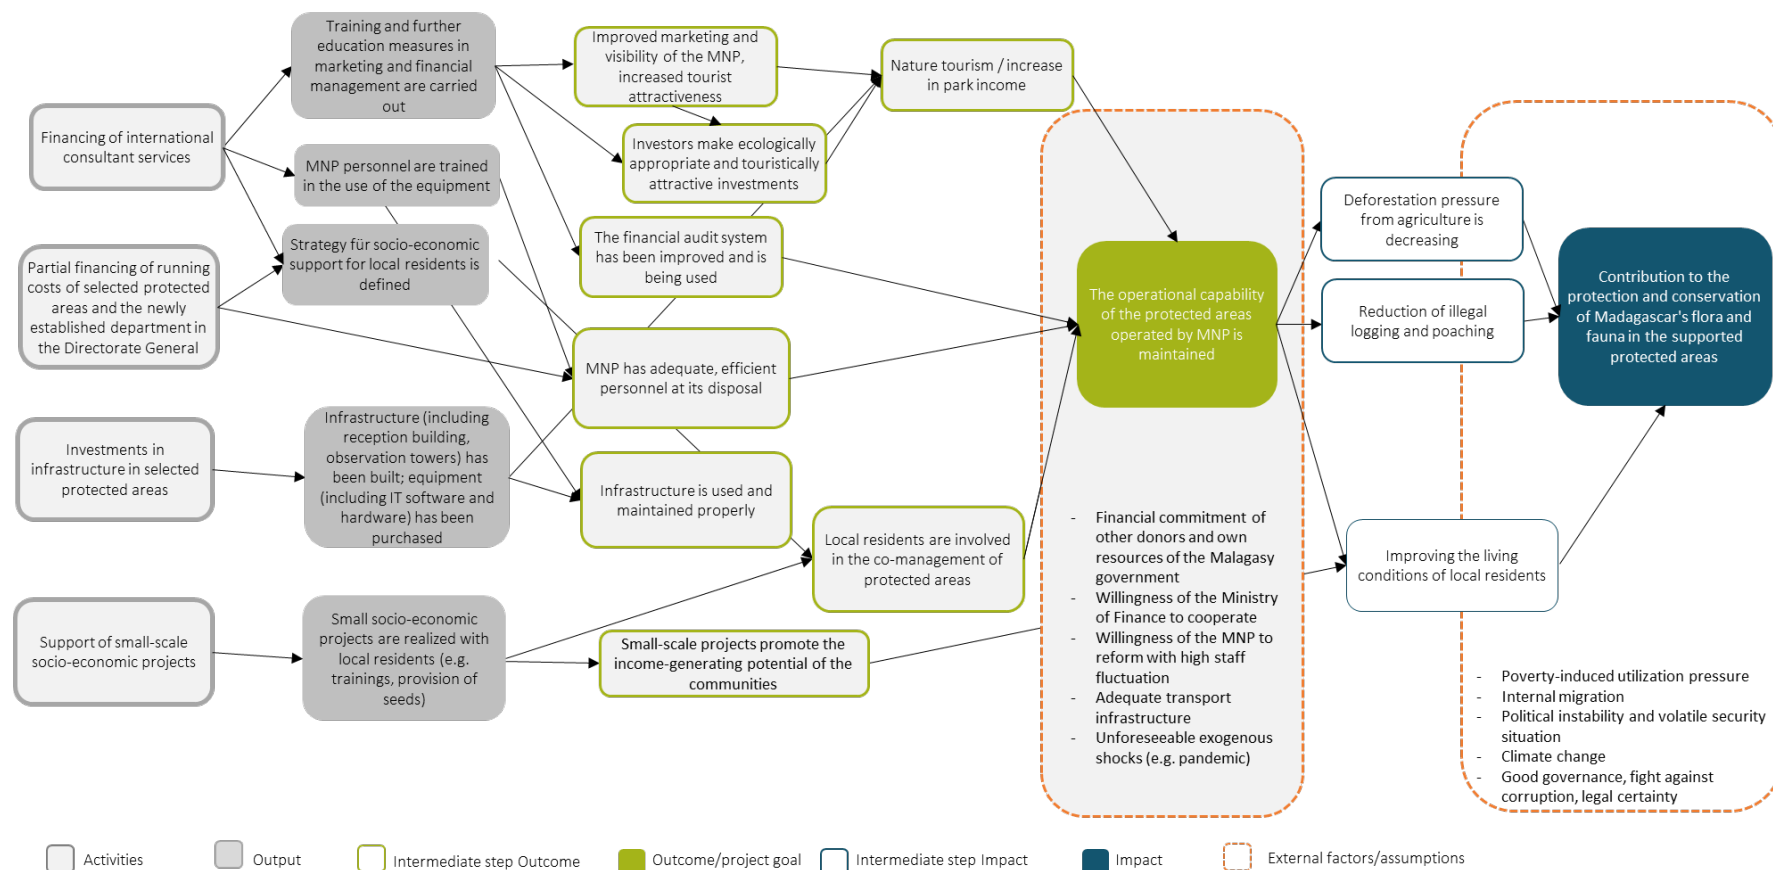 Financing of international
consultant services
Partial financing of running
costs of selected protected
areas and the newly
established department in
the Directorate General
Investments in
infrastructure in selected
protected areas
Support of small-scale
socio-economic projects
Training and further
education measures in
marketing and financial
management are carried
out
MNP personnel are trained
in the use of the equipment
Strategy für socio-economic
support for local residents is
defined
Infrastructure (including
reception building,
observation towers) has
been built; equipment
(including IT software and
hardware) has been
purchased
Small socio-economic
projects are realized with
local residents (e.g.
trainings, provision of
seeds)
Improved marketing and
visibility of the MNP,
increased tourist
attractiveness
Investors make ecologically
appropriate and touristically
attractive investments
The financial audit system
has been improved and is
being used
MNP has adequate, efficient
personnel at its disposal
Infrastructure is used and
maintained properly
Local residents are involved
in the co-management of
protected areas
Small-scale projects promote the
income-generating potential of the
communities
Nature tourism / increase
in park income
The operational capability
of the protected areas
operated by MNP is
maintained
- Financial commitment of
other donors and own
resources of the Malagasy
government
- Willingness of the Ministry
of Finance to cooperate
- Willingness of the MNP to
reform with high staff
fluctuation
- Adequate transport
infrastructure
- Unforeseeable exogenous
shocks (e.g. pandemic)
Deforestation pressure
from agriculture is
decreasing
Reduction of illegal
logging and poaching
Improving the living
conditions of local residents
Contribution to the
protection and conservation
of Madagascar's flora and
fauna in the supported
protected areas
- Poverty-induced utilization pressure
- Internal migration
- Political instability and volatile security
situation
- Climate change
- Good governance, fight against
corruption, legal certainty
Activities
Output
Intermediate step Outcome
Outcome/project goal
Intermediate step Impact
Impact
External factors/assumptions